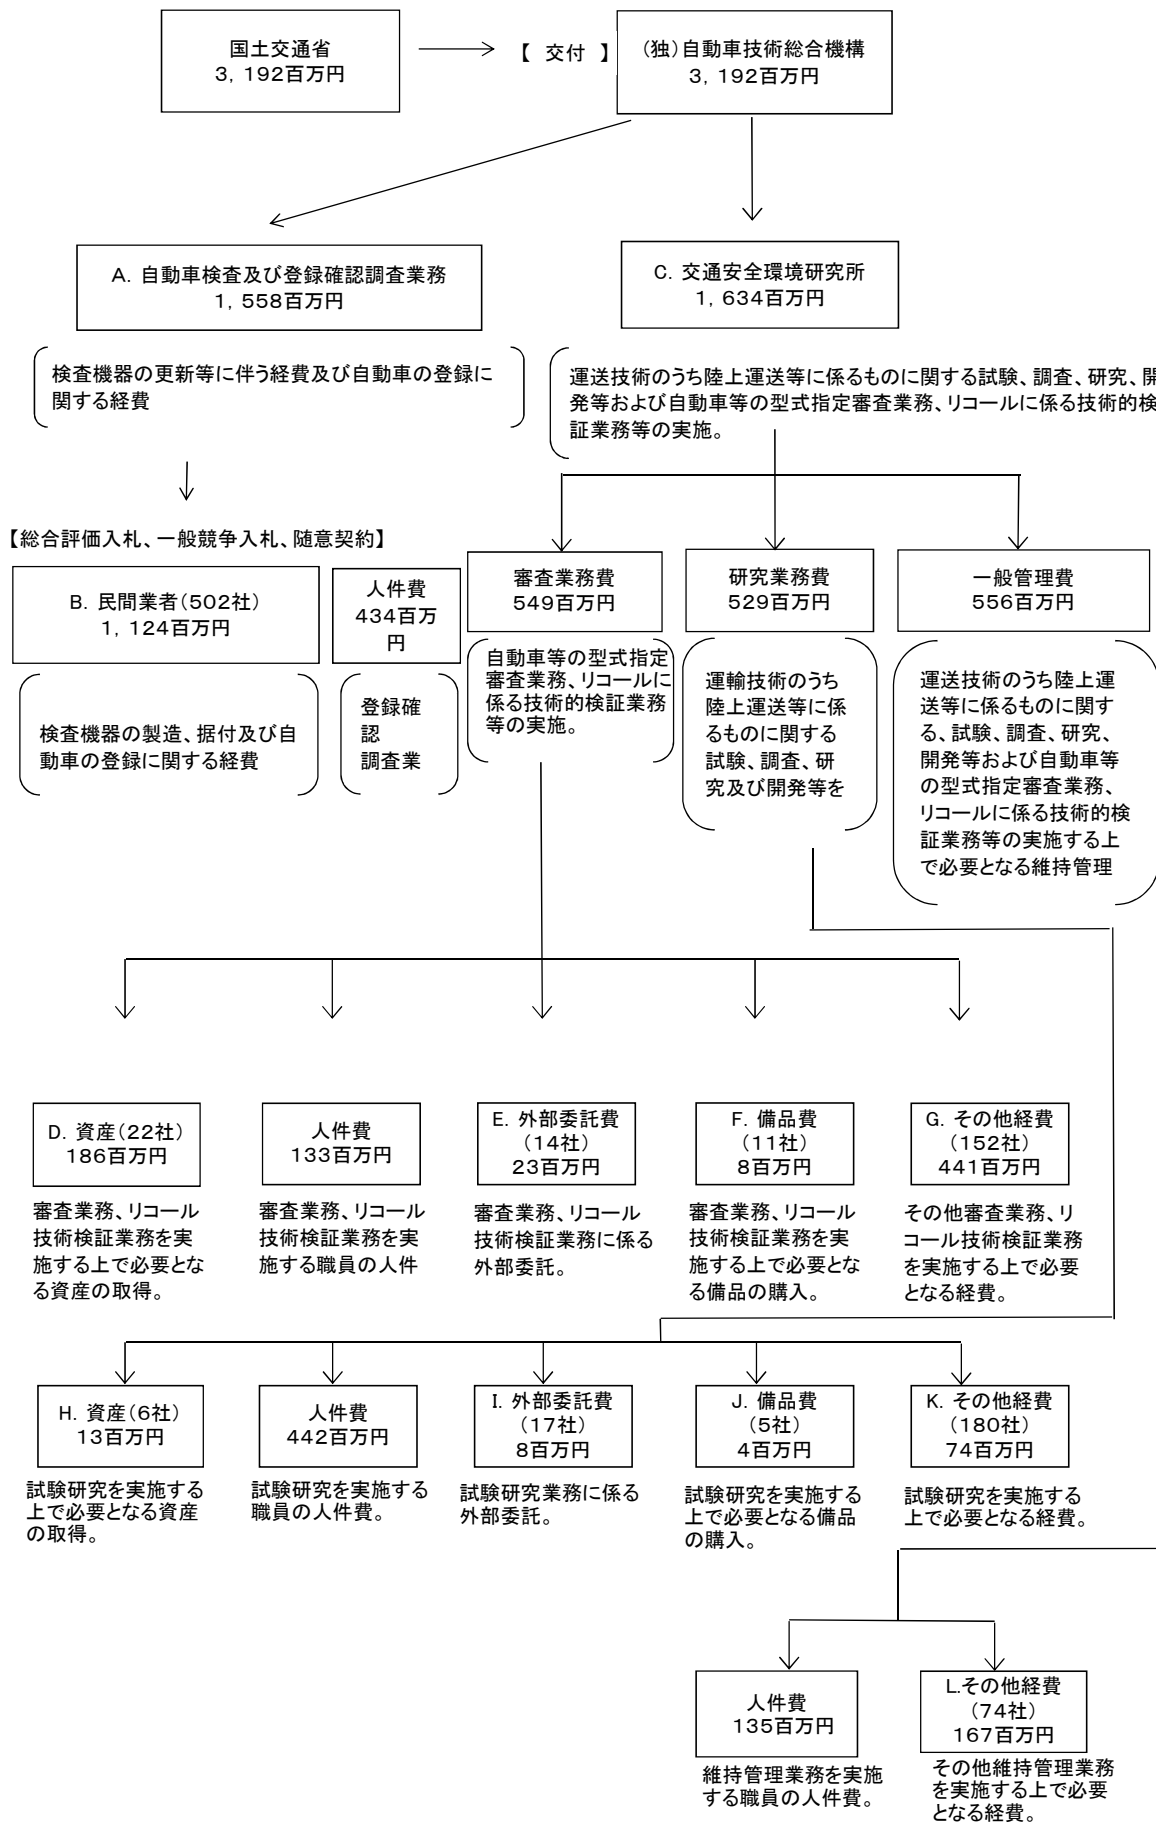 国土交通省
3，192百万円
【 交付 】
（独）自動車技術総合機構
3，192百万円
A．自動車検査及び登録確認調査業務
1，558百万円
C．交通安全環境研究所
1，634百万円
検査機器の更新等に伴う経費及び自動車の登録に
関する経費
運送技術のうち陸上運送等に係るものに関する試験、調査、研究、開
発等および自動車等の型式指定審査業務、リコールに係る技術的検
証業務等の実施。
【総合評価入札、一般競争入札、随意契約】
B．民間業者（502社）
1，124百万円
人件費
434百万
円
審査業務費
549百万円
研究業務費
529百万円
一般管理費
556百万円
検査機器の製造、据付及び自
動車の登録に関する経費
登録確
認
調査業
自動車等の型式指定
審査業務、リコールに
係る技術的検証業務
等の実施。
運輸技術のうち
陸上運送等に係
るものに関する
試験、調査、研
究及び開発等を
運送技術のうち陸上運
送等に係るものに関す
る、試験、調査、研究、
開発等および自動車等
の型式指定審査業務、
リコールに係る技術的検
証業務等の実施する上
で必要となる維持管理
D．資産（22社）
186百万円
人件費
133百万円
E．外部委託費
（14社）
23百万円
F．備品費
（11社）
8百万円
G．その他経費
（152社）
441百万円
審査業務、リコール
技術検証業務を実
施する上で必要とな
る資産の取得。
審査業務、リコール
技術検証業務を実
施する職員の人件
審査業務、リコール
技術検証業務に係る
外部委託。
審査業務、リコール
技術検証業務を実
施する上で必要とな
る備品の購入。
その他審査業務、リ
コール技術検証業務
を実施する上で必要
となる経費。
H．資産（6社）
13百万円
人件費
442百万円
I．外部委託費
（17社）
8百万円
J．備品費
（5社）
4百万円
K．その他経費
（180社）
74百万円
試験研究を実施する
上で必要となる資産
の取得。
試験研究を実施する
職員の人件費。
試験研究業務に係る
外部委託。
試験研究を実施する
上で必要となる備品
の購入。
試験研究を実施する
上で必要となる経費。
人件費
135百万円
L.その他経費
（74社）
167百万円
維持管理業務を実施
する職員の人件費。
その他維持管理業務
を実施する上で必要
となる経費。